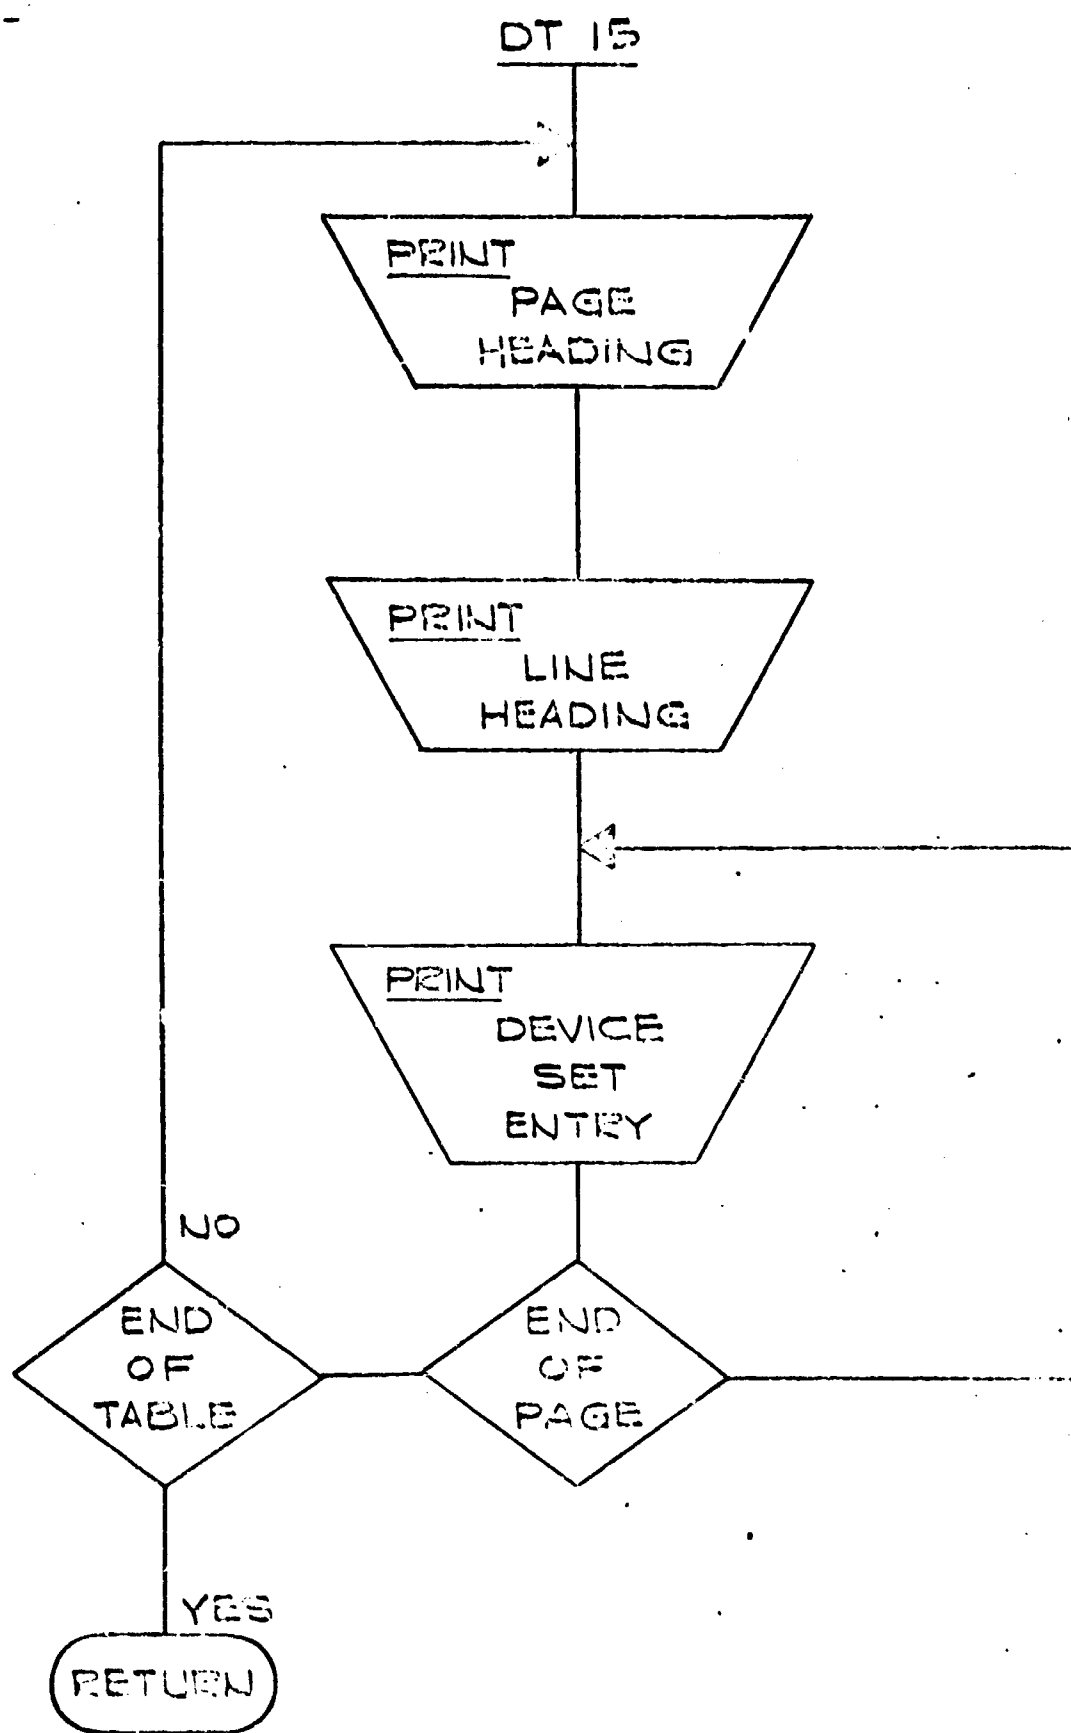 DT 15
PRINT
PAGE
HEADING
PRINT
LINE
HEADING
PRINT
DEVICE
SET
ENTRY
NO
END
OF
TABLE
END
OF
PAGE
YES
RETURN